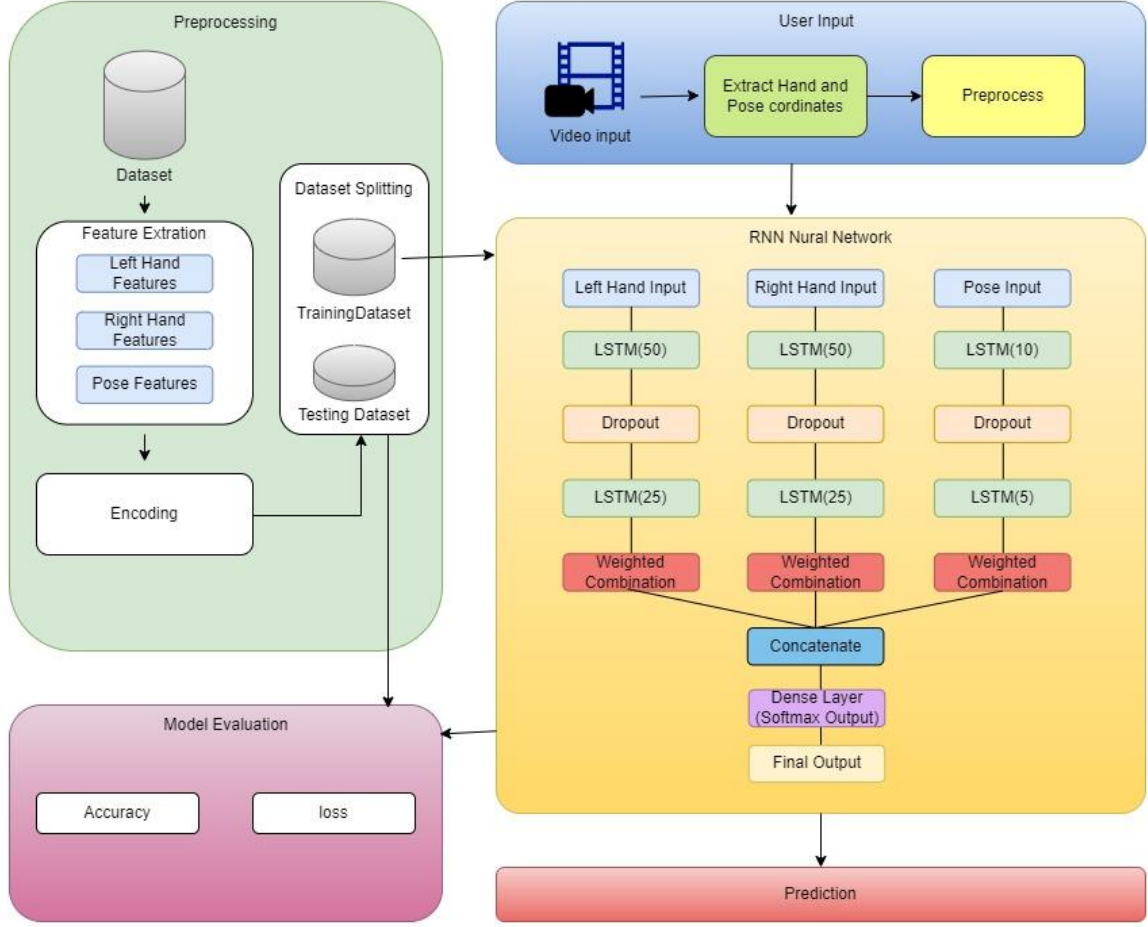 Preprocessing
Dataset
Feature Extration
Left Hand
Features
Right Hand
Features
Pose Features
Encoding
Dataset Splitting
TrainingDataset
Testing Dataset
User Input
Video input
Extract Hand and
Pose cordinates
Preprocess
RNN Nural Network
Left Hand Input
Right Hand Input
Pose Input
LSTM(50)
LSTM(50)
LSTM(10)
Dropout
Dropout
Dropout
LSTM(25)
LSTM(25)
LSTM(5)
Weighted
Combination
Weighted
Combination
Weighted
Combination
Concatenate
Dense Layer
(Softmax Output)
Final Output
Model Evaluation
Accuracy
loss
Prediction